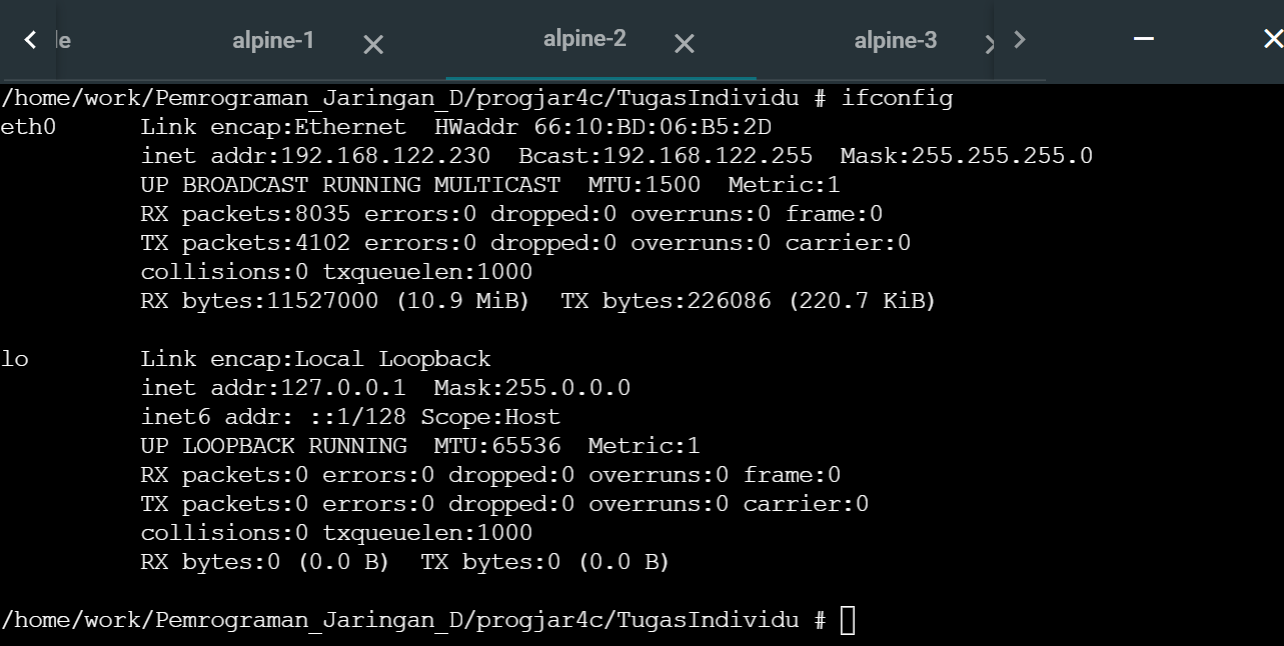 le alpine-1 alpine-2 alpine-3
/home/work/Pemrograman_Jaringan_D/progjar4c/TugasIndividu # ifconfig
eth0      Link encap:Ethernet  HWaddr 66:10:BD:06:B5:2D
          inet addr:192.168.122.230  Bcast:192.168.122.255  Mask:255.255.255.0
          UP BROADCAST RUNNING MULTICAST  MTU:1500  Metric:1
          RX packets:8035 errors:0 dropped:0 overruns:0 frame:0
          TX packets:4102 errors:0 dropped:0 overruns:0 carrier:0
          collisions:0 txqueuelen:1000
          RX bytes:11527000 (10.9 MiB)  TX bytes:226086 (220.7 KiB)
lo        Link encap:Local Loopback
          inet addr:127.0.0.1  Mask:255.0.0.0
          inet6 addr: ::1/128 Scope:Host
          UP LOOPBACK RUNNING  MTU:65536  Metric:1
          RX packets:0 errors:0 dropped:0 overruns:0 frame:0
          TX packets:0 errors:0 dropped:0 overruns:0 carrier:0
          collisions:0 txqueuelen:1000
          RX bytes:0 (0.0 B)  TX bytes:0 (0.0 B)
/home/work/Pemrograman_Jaringan_D/progjar4c/TugasIndividu #